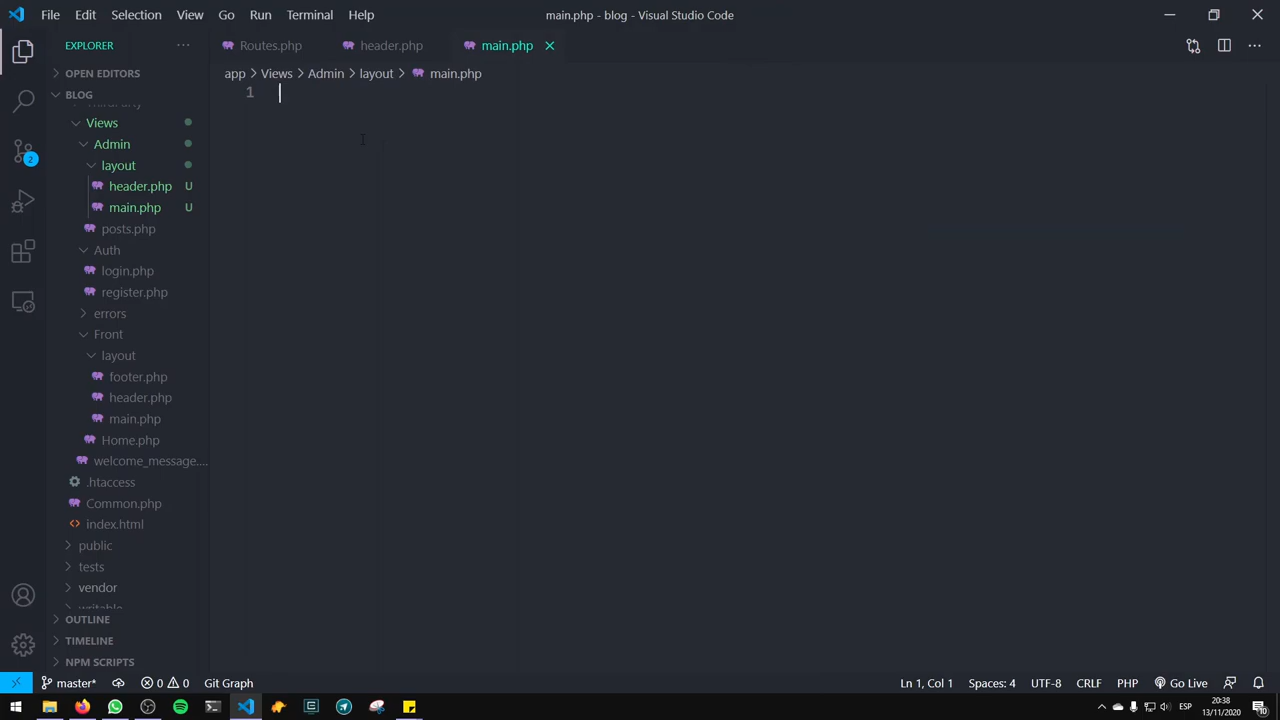 File Edit Selection View Go Run Terminal Help
main.php - blog - Visual Studio Code
EXPLORER
Routes.php
header.php
main.php
OPEN EDITORS
app > Views > Admin > layout > main.php
BLOG
1
ThirdParty
Views
Admin
layout
header.php U
main.php U
posts.php
Auth
login.php
register.php
errors
Front
layout
footer.php
header.php
main.php
Home.php
welcome_message....
.htaccess
Common.php
index.html
public
tests
vendor
writable
OUTLINE
TIMELINE
NPM SCRIPTS
2
master*
0
0
Git Graph
Ln 1, Col 1
Spaces: 4
UTF-8
CRLF
PHP
Go Live
ESP
20:38
13/11/2020